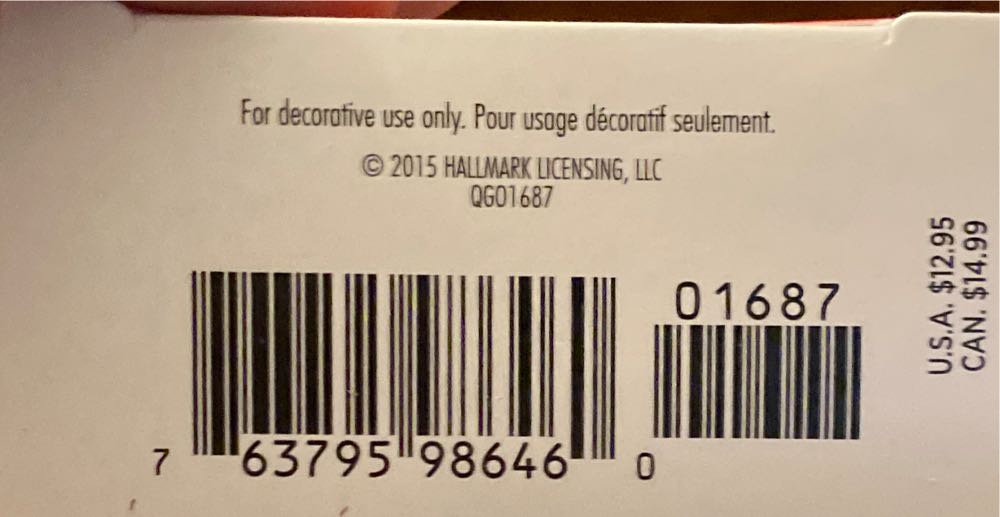 For decorative use only. Pour usage décoratif seulement.
© 2015 HALLMARK LICENSING, LLC
QGO1687
01687
7 63795 98646 0
U.S.A. $12.95
CAN. $14.99